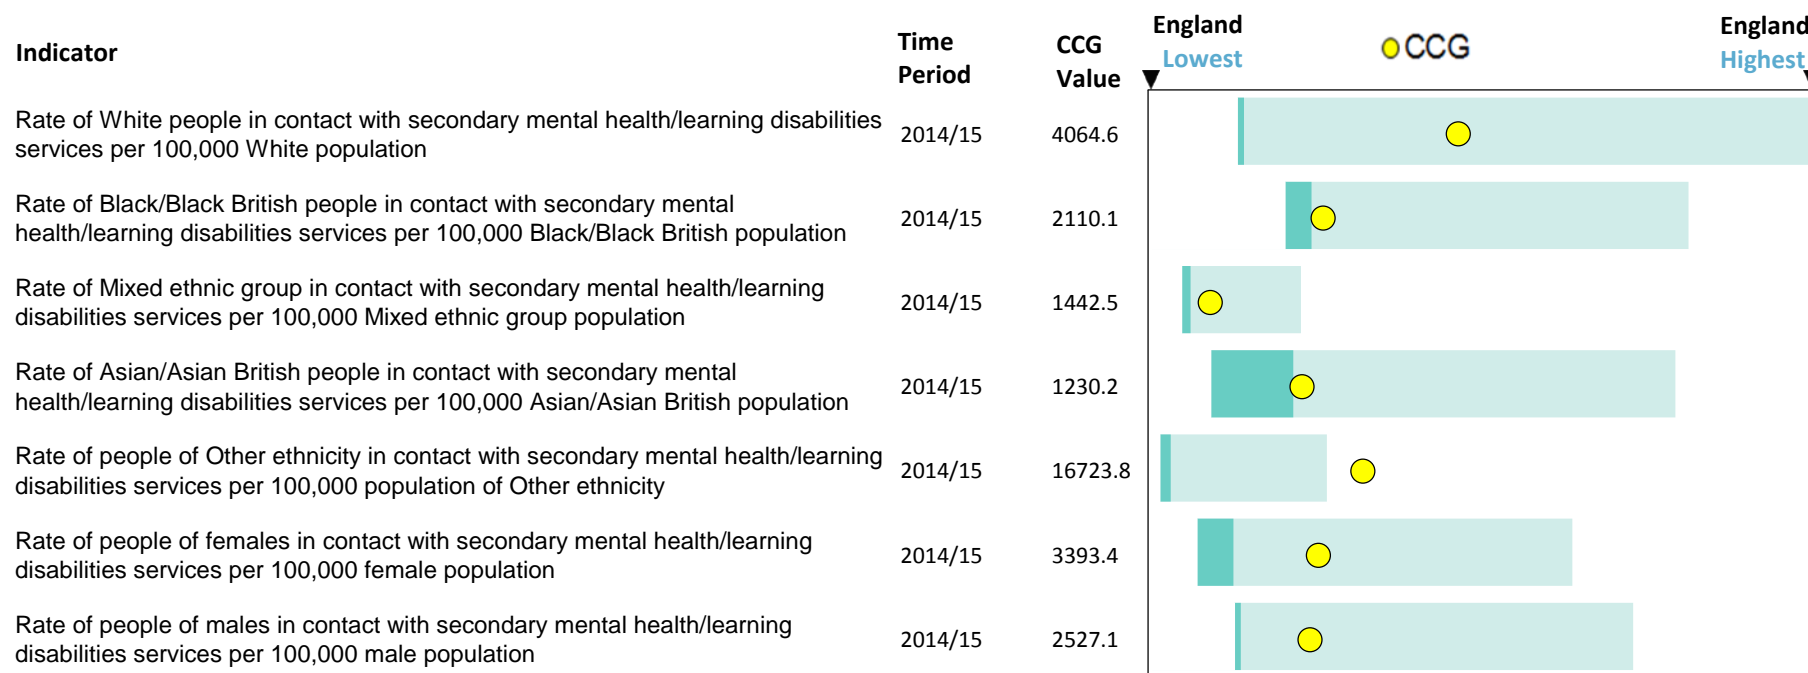 Indicator
Time
Period
CCG
Value
England
Lowest
CCG
England
Highest
Rate of White people in contact with secondary mental health/learning disabilities
services per 100,000 White population
2014/15
4064.6
Rate of Black/Black British people in contact with secondary mental
health/learning disabilities services per 100,000 Black/Black British population
2014/15
2110.1
Rate of Mixed ethnic group in contact with secondary mental health/learning
disabilities services per 100,000 Mixed ethnic group population
2014/15
1442.5
Rate of Asian/Asian British people in contact with secondary mental
health/learning disabilities services per 100,000 Asian/Asian British population
2014/15
1230.2
Rate of people of Other ethnicity in contact with secondary mental health/learning
disabilities services per 100,000 population of Other ethnicity
2014/15
16723.8
Rate of people of females in contact with secondary mental health/learning
disabilities services per 100,000 female population
2014/15
3393.4
Rate of people of males in contact with secondary mental health/learning
disabilities services per 100,000 male population
2014/15
2527.1